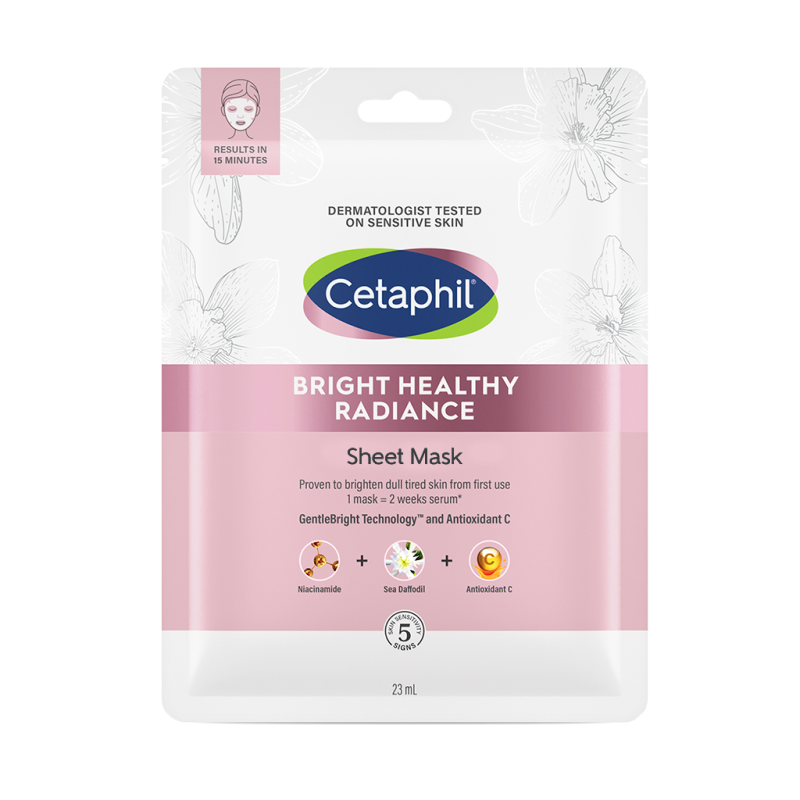 RESULTS IN
15 MINUTES
DERMATOLOGIST TESTED
ON SENSITIVE SKIN
Cetaphil®
BRIGHT HEALTHY
RADIANCE
Sheet Mask
Proven to brighten dull tired skin from first use
1 mask = 2 weeks serum*
GentleBright Technology™ and Antioxidant C
C
+ +
Niacinamide Sea Daffodil Antioxidant C
SKIN SENSITIVITY
5
SIGNS
23 mL